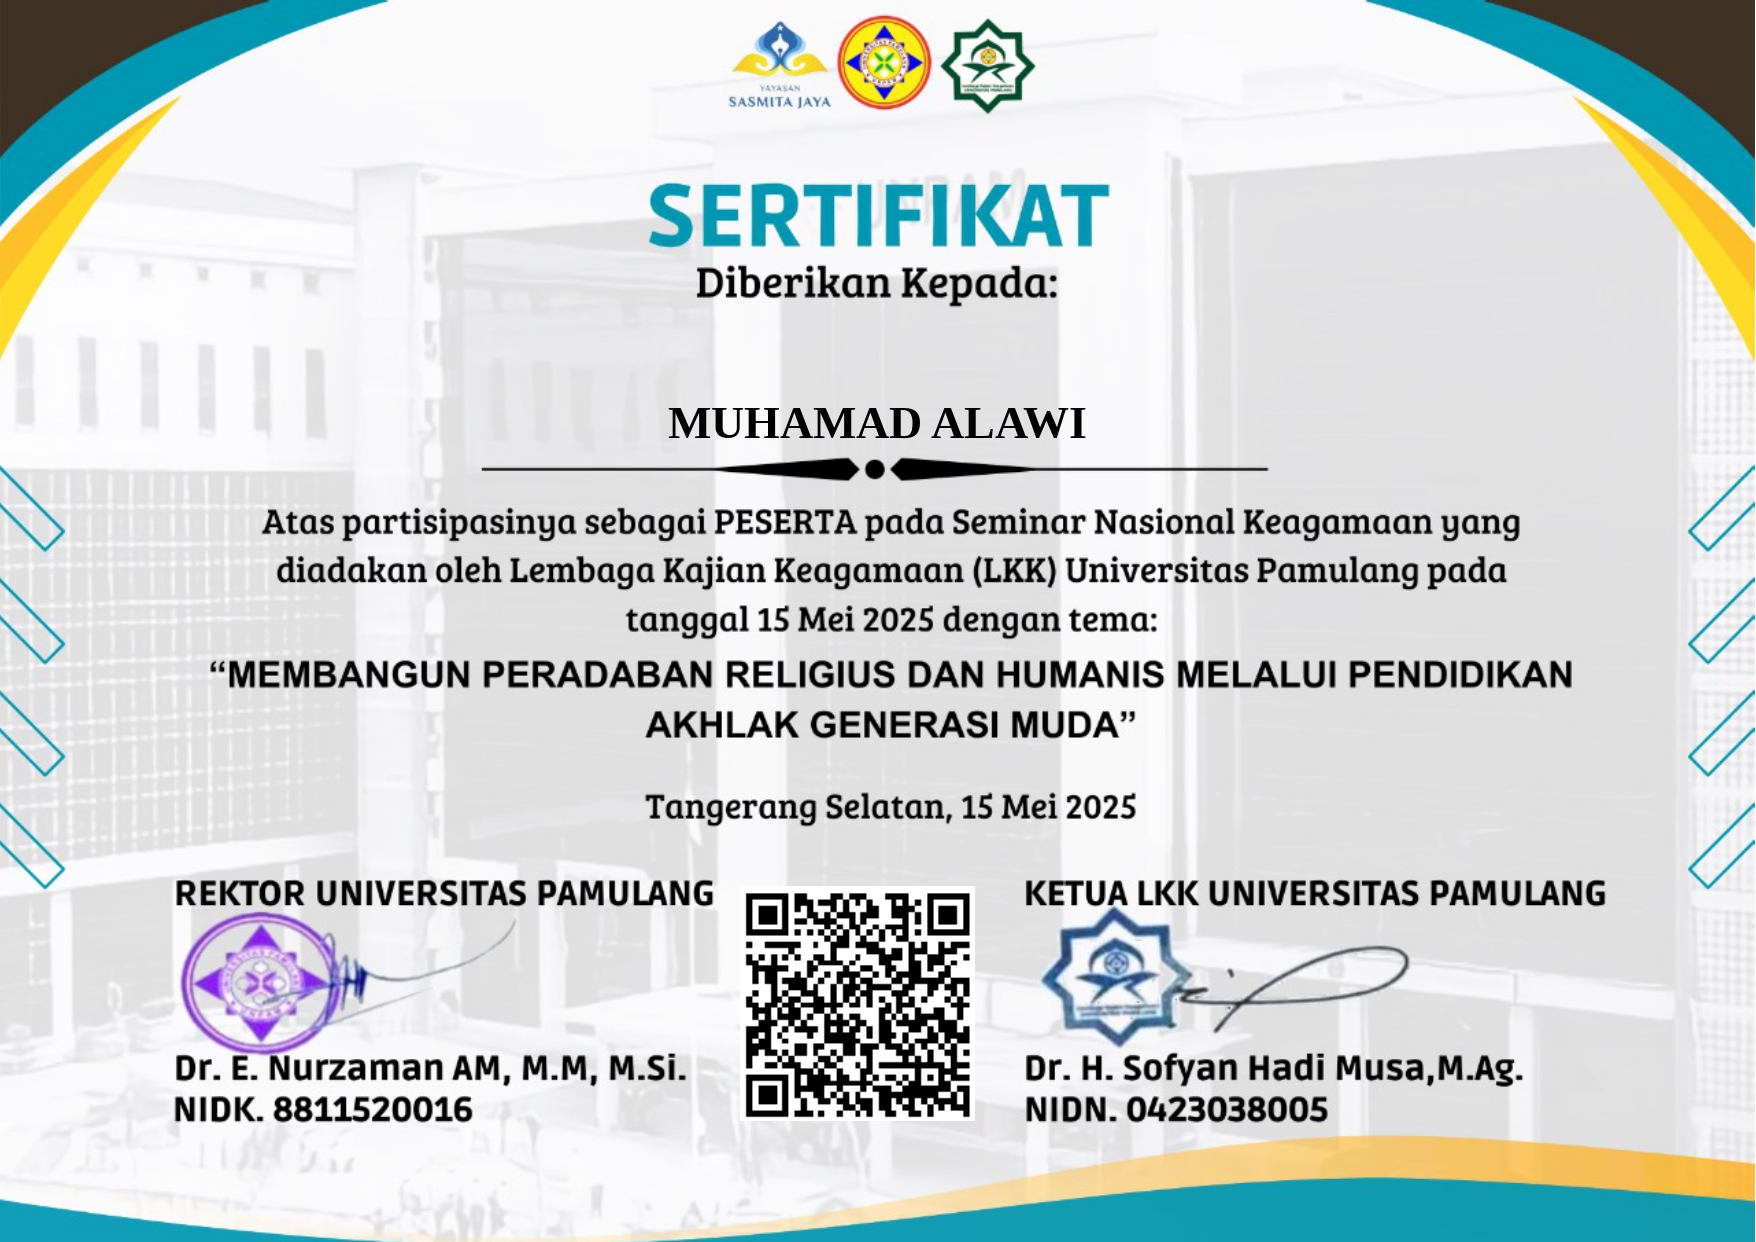 YAYASAN
SASMITA JAYA
SERTIFIKAT
Diberikan Kepada:
MUHAMAD ALAWI
Atas partisipasinya sebagai PESERTA pada Seminar Nasional Keagamaan yang
diadakan oleh Lembaga Kajian Keagamaan (LKK) Universitas Pamulang pada
tanggal 15 Mei 2025 dengan tema:
“MEMBANGUN PERADABAN RELIGIUS DAN HUMANIS MELALUI PENDIDIKAN
AKHLAK GENERASI MUDA”
Tangerang Selatan, 15 Mei 2025
REKTOR UNIVERSITAS PAMULANG
Dr. E. Nurzaman AM, M.M, M.Si.
NIDK. 8811520016
KETUA LKK UNIVERSITAS PAMULANG
Dr. H. Sofyan Hadi Musa,M.Ag.
NIDN. 0423038005